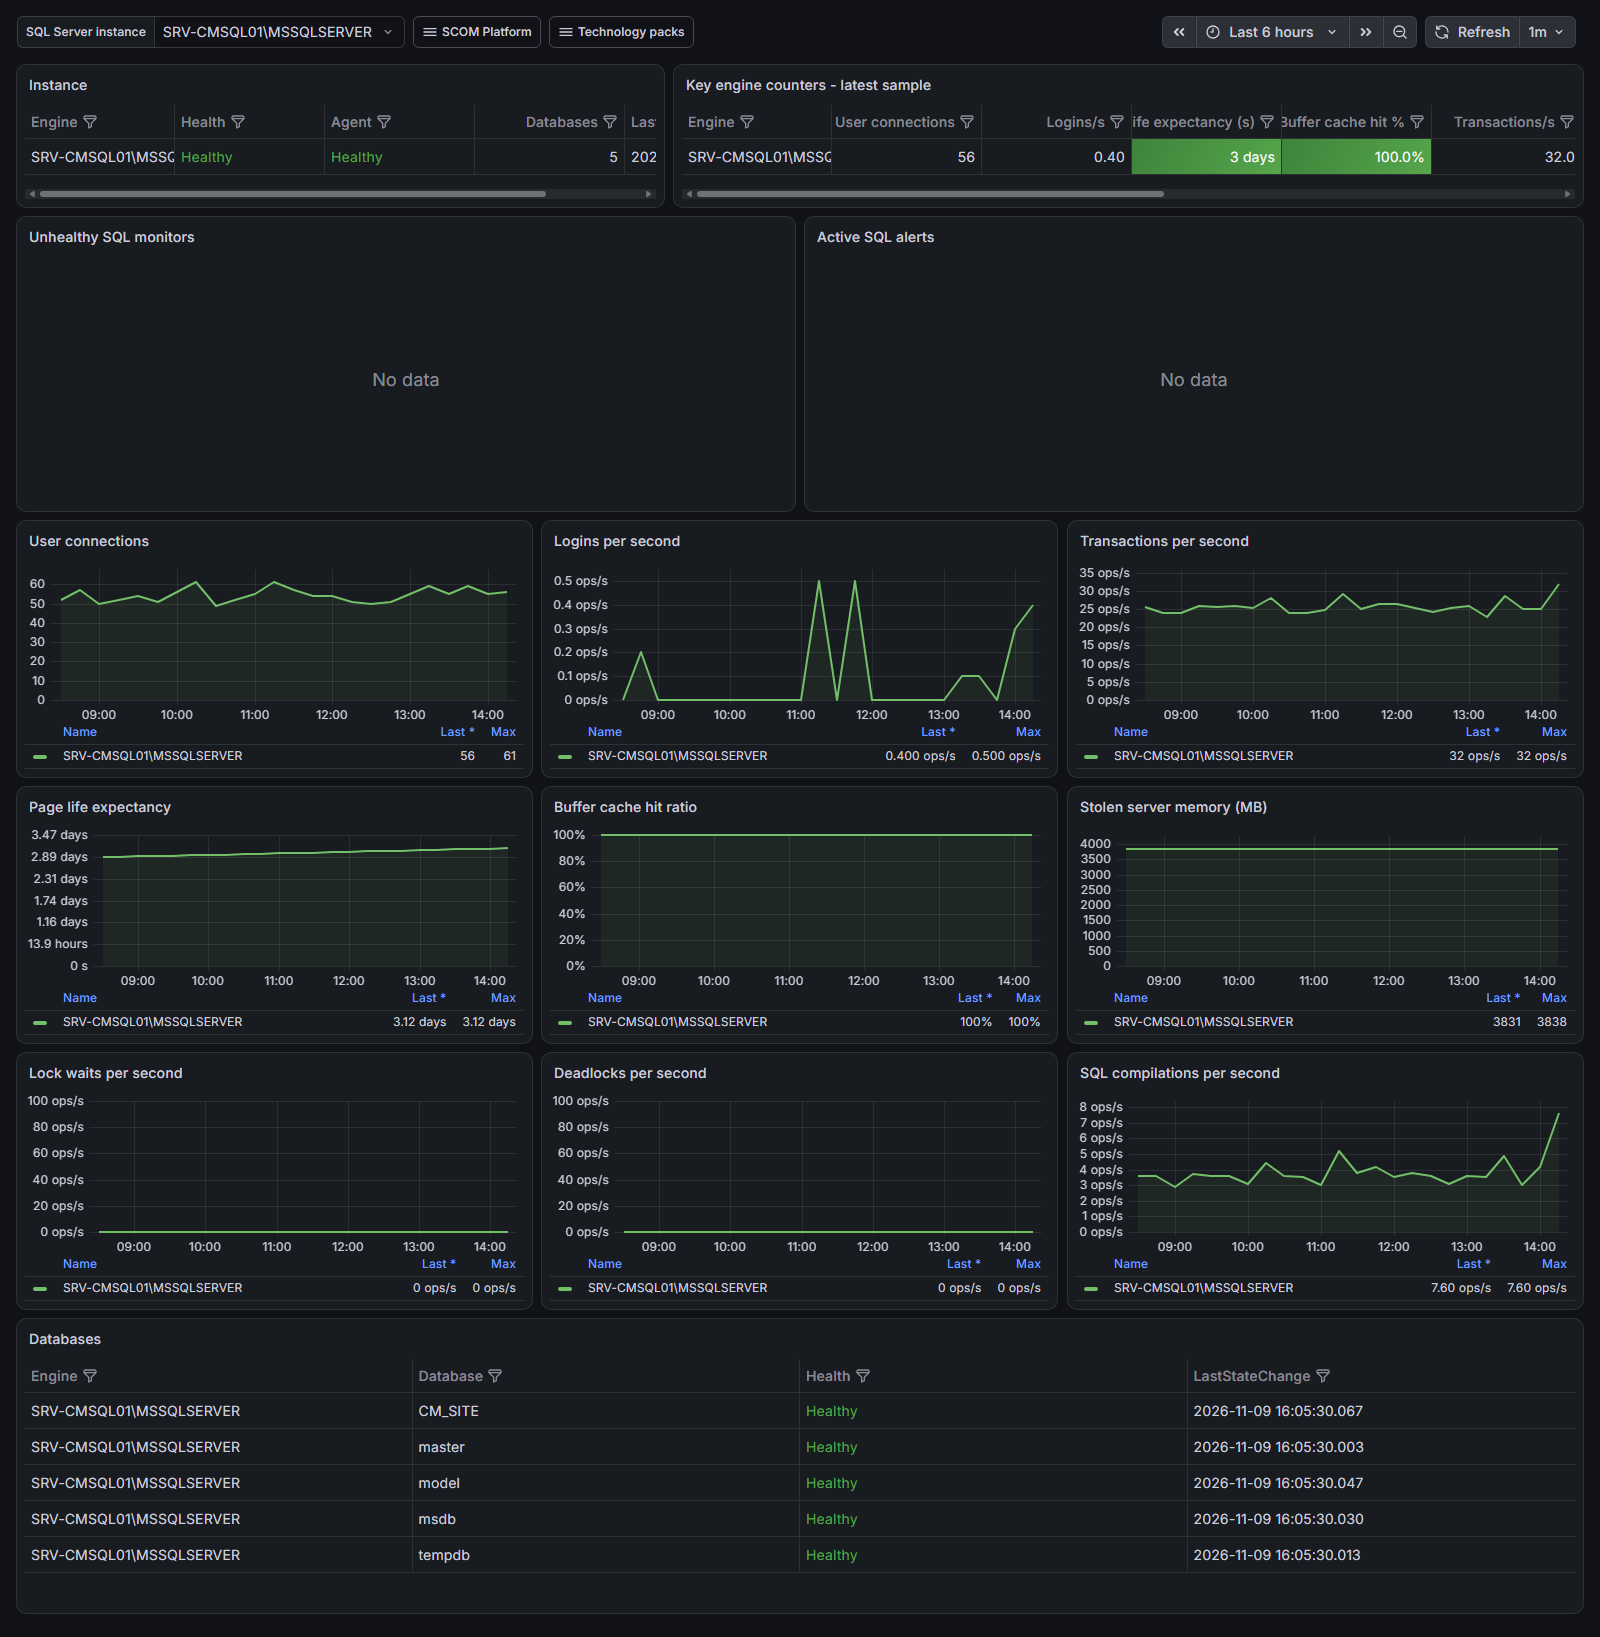 SQL Server instance SRV-CMSQL01\MSSQLSERVER SCOM Platform Technology packs Last 6 hours Refresh 1m
Instance
Engine Health Agent Databases Las
SRV-CMSQL01\MSSQ Healthy Healthy 5 202
Key engine counters - latest sample
Engine User connections Logins/s ife expectancy (s) Buffer cache hit % Transactions/s
SRV-CMSQL01\MSSQ 56 0.40 3 days 100.0% 32.0
Unhealthy SQL monitors
No data
Active SQL alerts
No data
User connections
60
50
40
30
20
10
0
09:00 10:00 11:00 12:00 13:00 14:00
Name Last * Max
SRV-CMSQL01\MSSQLSERVER 56 61
Logins per second
0.5 ops/s
0.4 ops/s
0.3 ops/s
0.2 ops/s
0.1 ops/s
0 ops/s
09:00 10:00 11:00 12:00 13:00 14:00
Name Last * Max
SRV-CMSQL01\MSSQLSERVER 0.400 ops/s 0.500 ops/s
Transactions per second
35 ops/s
30 ops/s
25 ops/s
20 ops/s
15 ops/s
10 ops/s
5 ops/s
0 ops/s
09:00 10:00 11:00 12:00 13:00 14:00
Name Last * Max
SRV-CMSQL01\MSSQLSERVER 32 ops/s 32 ops/s
Page life expectancy
3.47 days
2.89 days
2.31 days
1.74 days
1.16 days
13.9 hours
0 s
09:00 10:00 11:00 12:00 13:00 14:00
Name Last * Max
SRV-CMSQL01\MSSQLSERVER 3.12 days 3.12 days
Buffer cache hit ratio
100%
80%
60%
40%
20%
0%
09:00 10:00 11:00 12:00 13:00 14:00
Name Last * Max
SRV-CMSQL01\MSSQLSERVER 100% 100%
Stolen server memory (MB)
4000
3500
3000
2500
2000
1500
1000
500
0
09:00 10:00 11:00 12:00 13:00 14:00
Name Last * Max
SRV-CMSQL01\MSSQLSERVER 3831 3838
Lock waits per second
100 ops/s
80 ops/s
60 ops/s
40 ops/s
20 ops/s
0 ops/s
09:00 10:00 11:00 12:00 13:00 14:00
Name Last * Max
SRV-CMSQL01\MSSQLSERVER 0 ops/s 0 ops/s
Deadlocks per second
100 ops/s
80 ops/s
60 ops/s
40 ops/s
20 ops/s
0 ops/s
09:00 10:00 11:00 12:00 13:00 14:00
Name Last * Max
SRV-CMSQL01\MSSQLSERVER 0 ops/s 0 ops/s
SQL compilations per second
8 ops/s
7 ops/s
6 ops/s
5 ops/s
4 ops/s
3 ops/s
2 ops/s
1 ops/s
0 ops/s
09:00 10:00 11:00 12:00 13:00 14:00
Name Last * Max
SRV-CMSQL01\MSSQLSERVER 7.60 ops/s 7.60 ops/s
Databases
Engine Database Health LastStateChange
SRV-CMSQL01\MSSQLSERVER CM_SITE Healthy 2026-11-09 16:05:30.067
SRV-CMSQL01\MSSQLSERVER master Healthy 2026-11-09 16:05:30.003
SRV-CMSQL01\MSSQLSERVER model Healthy 2026-11-09 16:05:30.047
SRV-CMSQL01\MSSQLSERVER msdb Healthy 2026-11-09 16:05:30.030
SRV-CMSQL01\MSSQLSERVER tempdb Healthy 2026-11-09 16:05:30.013